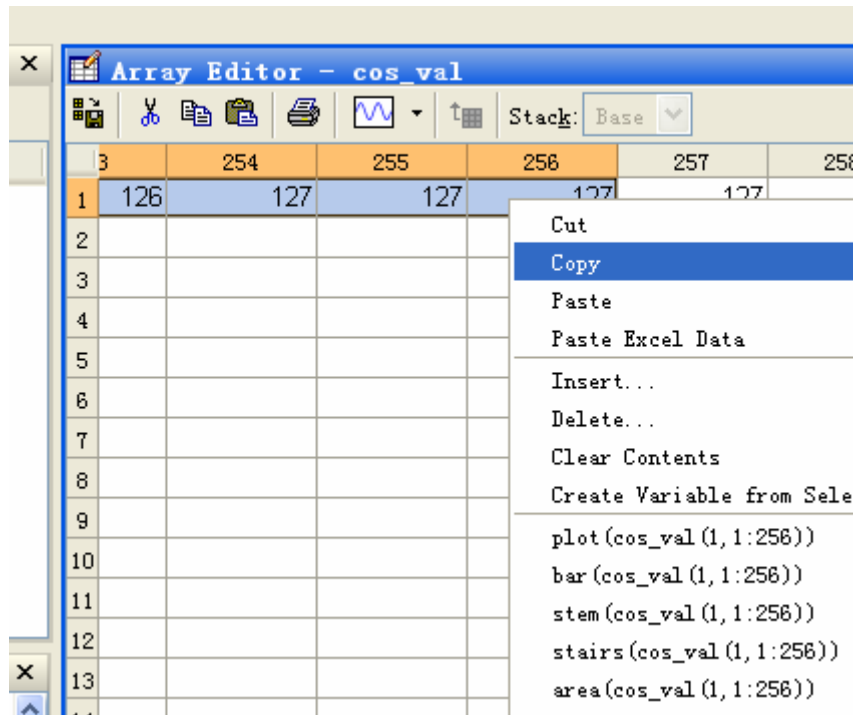 Array Editor - cos_val
Stack: Base
3 254 255 256 257 258
1 126 127 127 127 127
2
3
4
5
6
7
8
9
10
11
12
13
Cut
Copy
Paste
Paste Excel Data
Insert...
Delete...
Clear Contents
Create Variable from Sele
plot(cos_val(1,1:256))
bar(cos_val(1,1:256))
stem(cos_val(1,1:256))
stairs(cos_val(1,1:256))
area(cos_val(1,1:256))